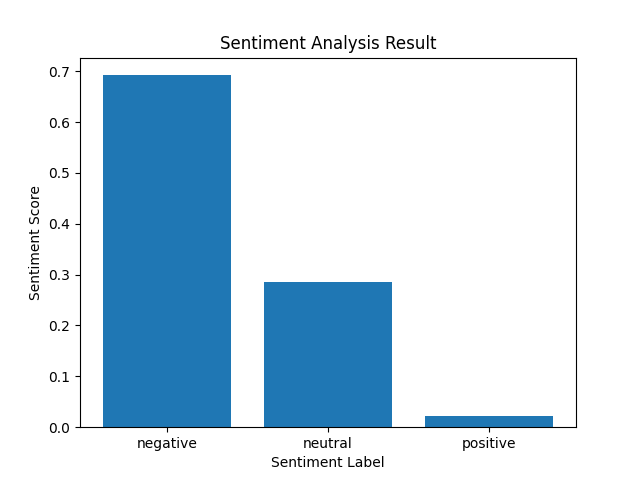 Sentiment Analysis Result
Sentiment Score
0.7
0.6
0.5
0.4
0.3
0.2
0.1
0.0
negative neutral positive
Sentiment Label